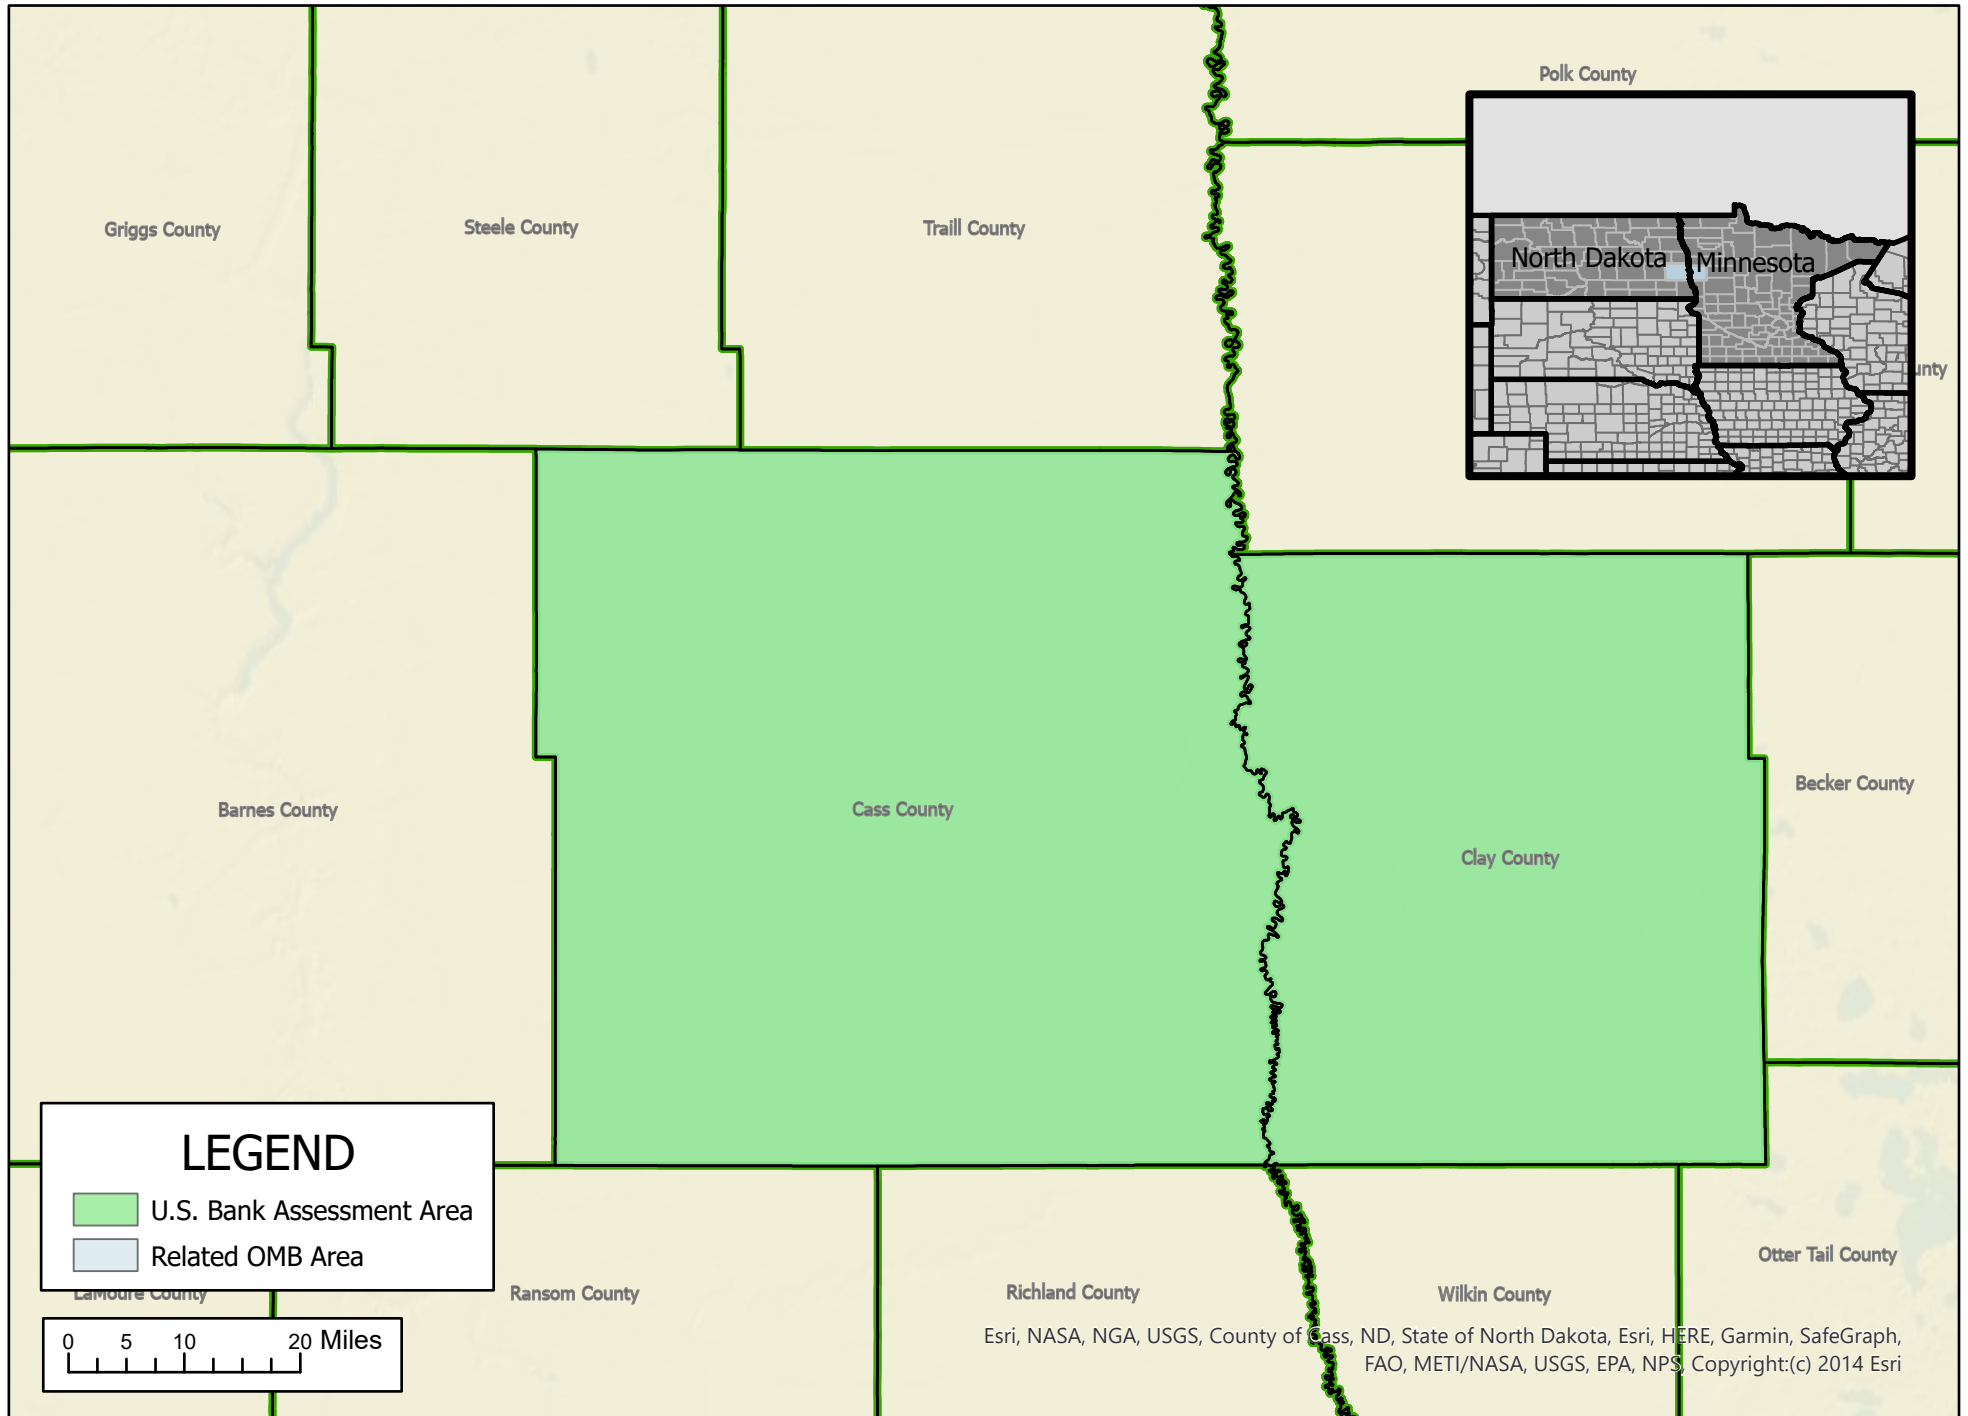 Polk County
Griggs County
Steele County
Traill County
North Dakota
Minnesota
Barnes County
Cass County
Clay County
Becker County
LEGEND
U.S. Bank Assessment Area
Related OMB Area
LaMoure County
Ransom County
Richland County
Wilkin County
Otter Tail County
0 5 10 20 Miles
Esri, NASA, NGA, USGS, County of Cass, ND, State of North Dakota, Esri, HERE, Garmin, SafeGraph,
FAO, METI/NASA, USGS, EPA, NPS, Copyright:(c) 2014 Esri